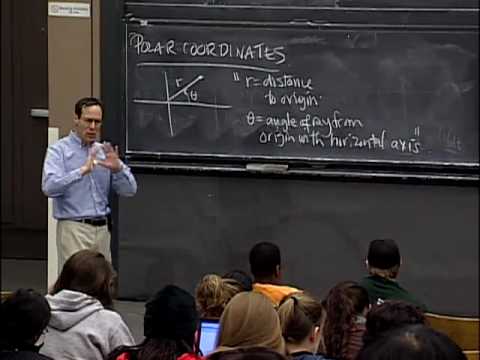 POLAR COORDINATES
r
θ
" r = distance
to origin.
θ = angle of ray from
origin with horizontal axis "